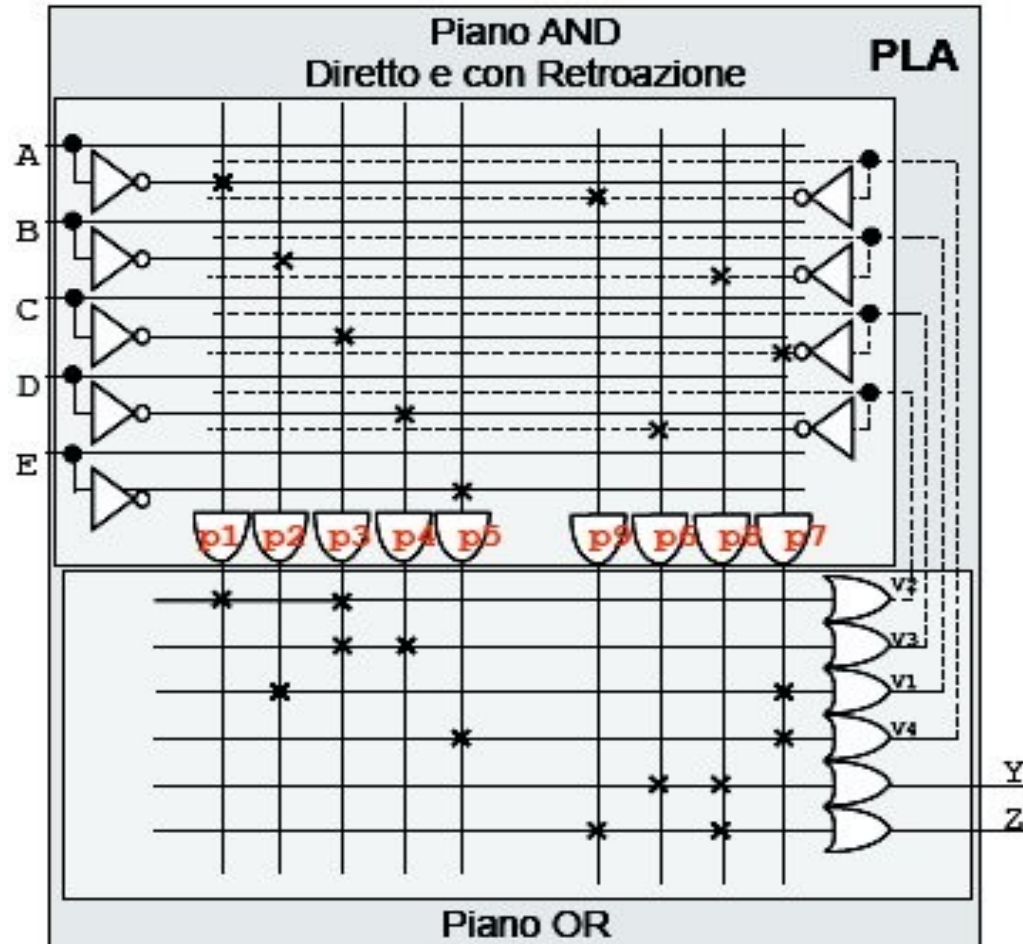 Piano AND
Diretto e con Retroazione
PLA
A
B
C
D
E
p1 p2 p3 p4 p5 p9 p6 p8 p7
V2
V3
V1
V4
Y
Z
Piano OR